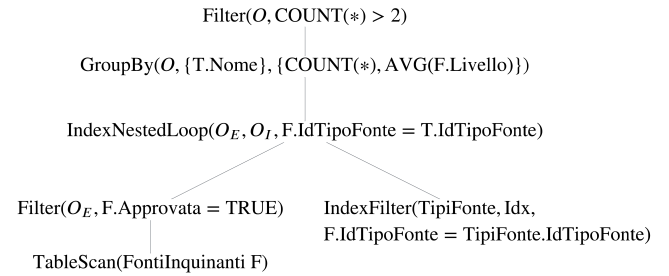 Filter(O, COUNT(∗) > 2)
GroupBy(O, {T.Nome}, {COUNT(∗), AVG(F.Livello)})
IndexNestedLoop(O_E, O_I, F.IdTipoFonte = T.IdTipoFonte)
Filter(O_E, F.Approvata = TRUE)
IndexFilter(TipiFonte, Idx,
F.IdTipoFonte = TipiFonte.IdTipoFonte)
TableScan(FontiInquinanti F)